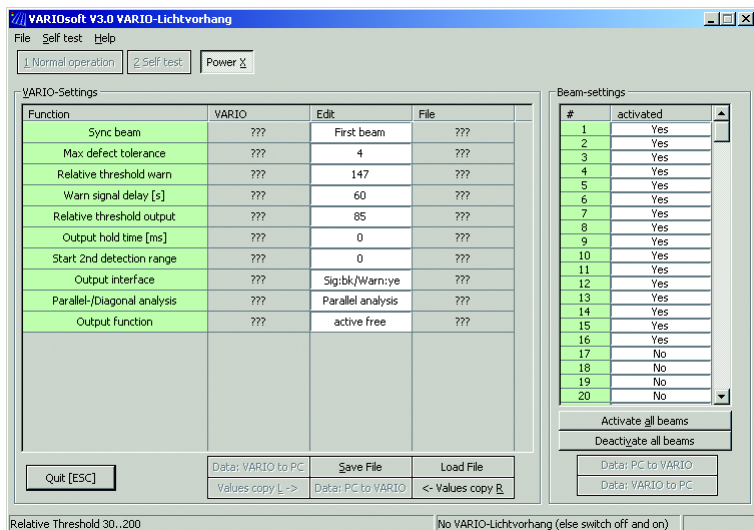 VARIOsoft V3.0 VARIO-Lichtvorhang
File Self test Help
1 Normal operation 2 Self test Power X
VARIO-Settings
Function VARIO Edit File
Sync beam ??? First beam ???
Max defect tolerance ??? 4 ???
Relative threshold warn ??? 147 ???
Warn signal delay [s] ??? 60 ???
Relative threshold output ??? 85 ???
Output hold time [ms] ??? 0 ???
Start 2nd detection range ??? 0 ???
Output interface ??? Sig:bk/Warn:ye ???
Parallel-/Diagonal analysis ??? Parallel analysis ???
Output function ??? active free ???
Data: VARIO to PC Save File Load File
Quit [ESC]
Values copy L -> Data: PC to VARIO <- Values copy R
Beam-settings
# activated
1 Yes
2 Yes
3 Yes
4 Yes
5 Yes
6 Yes
7 Yes
8 Yes
9 Yes
10 Yes
11 Yes
12 Yes
13 Yes
14 Yes
15 Yes
16 Yes
17 No
18 No
19 No
20 No
Activate all beams
Deactivate all beams
Data: PC to VARIO
Data: VARIO to PC
Relative Threshold 30..200 No VARIO-Lichtvorhang (else switch off and on)